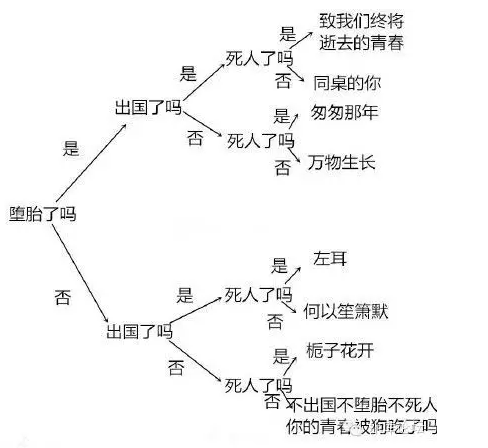 是
致我们终将
逝去的青春
死人了吗
是
否
同桌的你
出国了吗
是
匆匆那年
否
死人了吗
是
否
万物生长
堕胎了吗
是
左耳
否
是
死人了吗
否
何以笙箫默
出国了吗
是
栀子花开
否
死人了吗
否
不出国不堕胎不死人
你的青春被狗吃了吗